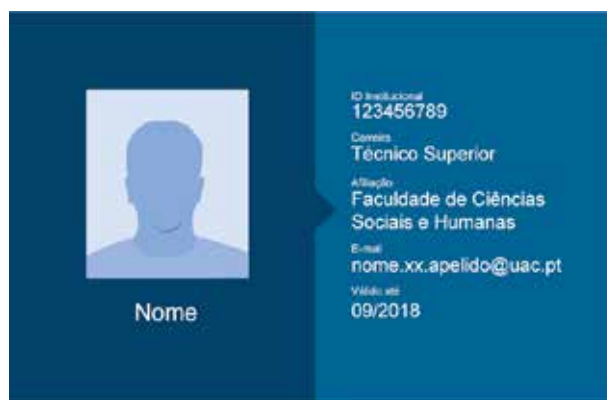 Nome
ID Institucional
123456789
Carreira
Técnico Superior
Afiliação
Faculdade de Ciências
Sociais e Humanas
E-mail
nome.xx.apelido@uac.pt
Válido até
09/2018